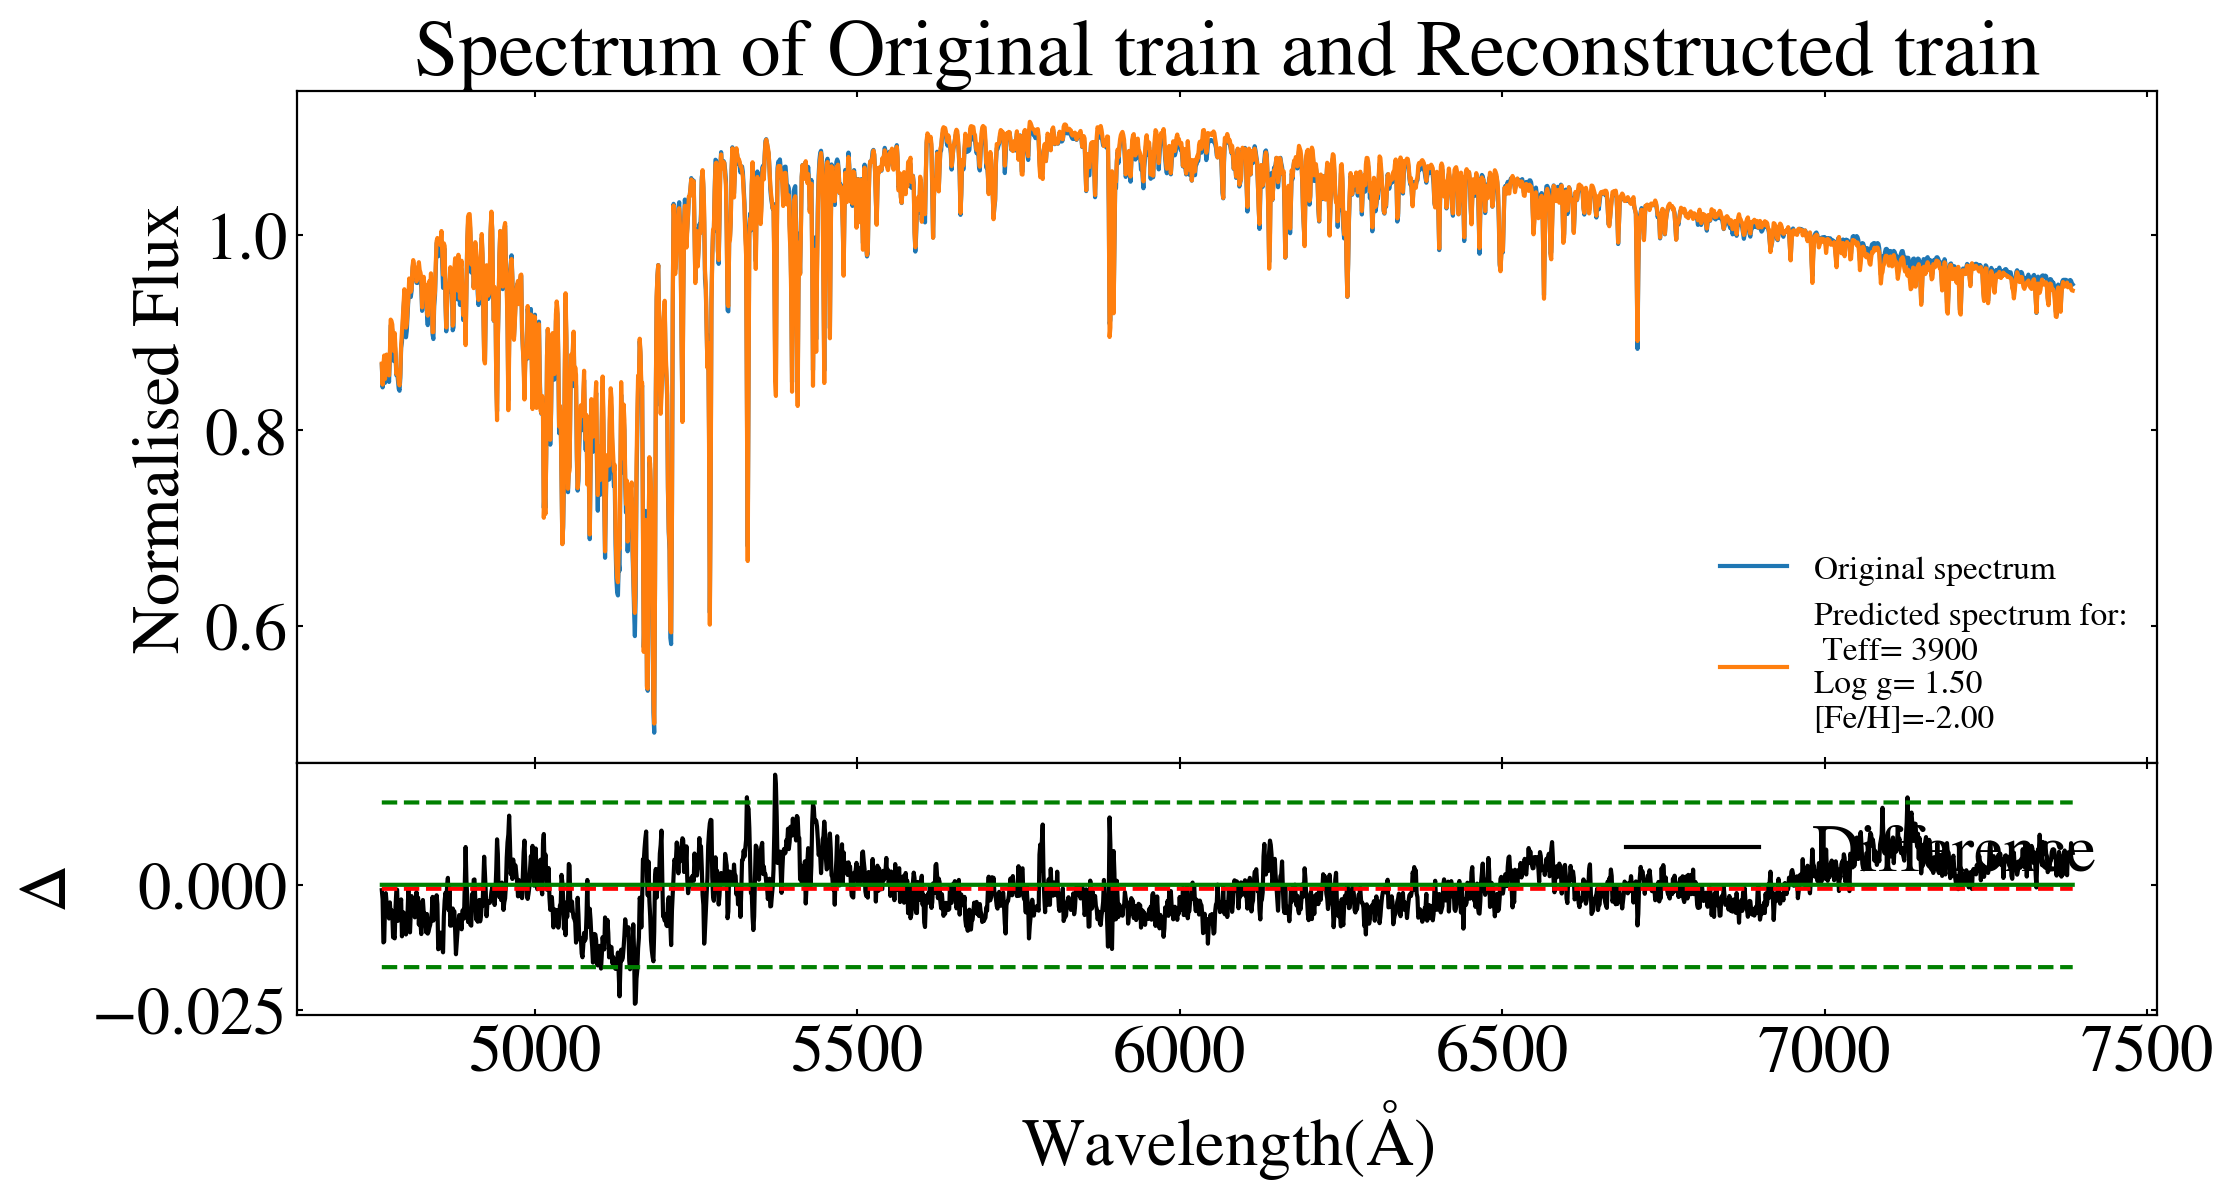 Spectrum of Original train and Reconstructed train
Normalised Flux
1.0
0.8
0.6
Original spectrum
Predicted spectrum for:
Teff= 3900
Log g= 1.50
[Fe/H]=-2.00
Δ
0.000
−0.025
Difference
5000 5500 6000 6500 7000 7500
Wavelength(Å)